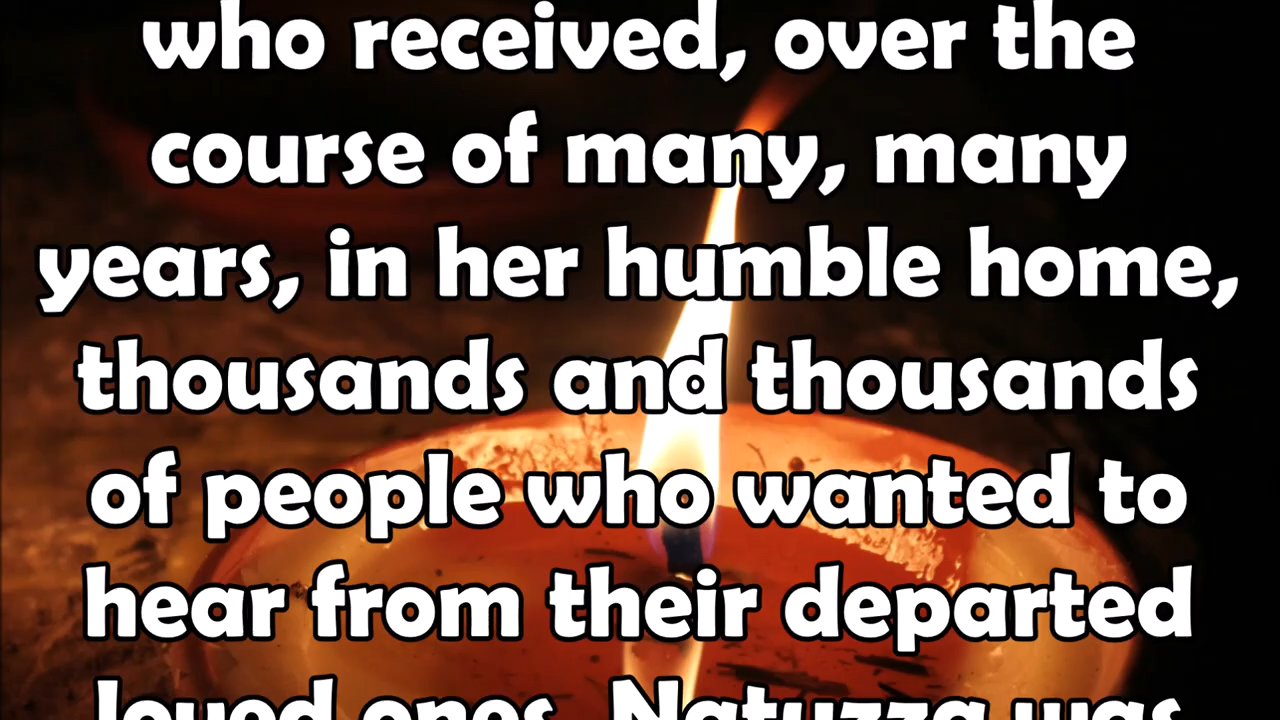 who received, over the
course of many, many
years, in her humble home,
thousands and thousands
of people who wanted to
hear from their departed
loved ones. Natuzza was